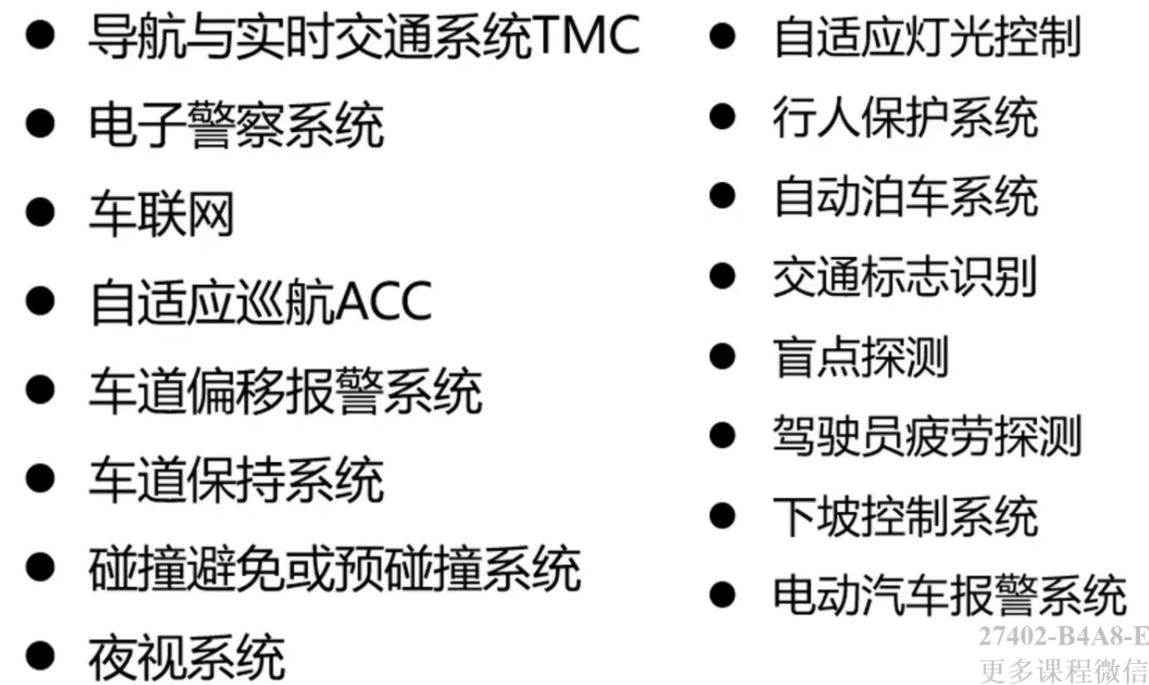 ● 导航与实时交通系统TMC
● 电子警察系统
● 车联网
● 自适应巡航ACC
● 车道偏移报警系统
● 车道保持系统
● 碰撞避免或预碰撞系统
● 夜视系统
● 自适应灯光控制
● 行人保护系统
● 自动泊车系统
● 交通标志识别
● 盲点探测
● 驾驶员疲劳探测
● 下坡控制系统
● 电动汽车报警系统
27402-B4A8-E
更多课程微信